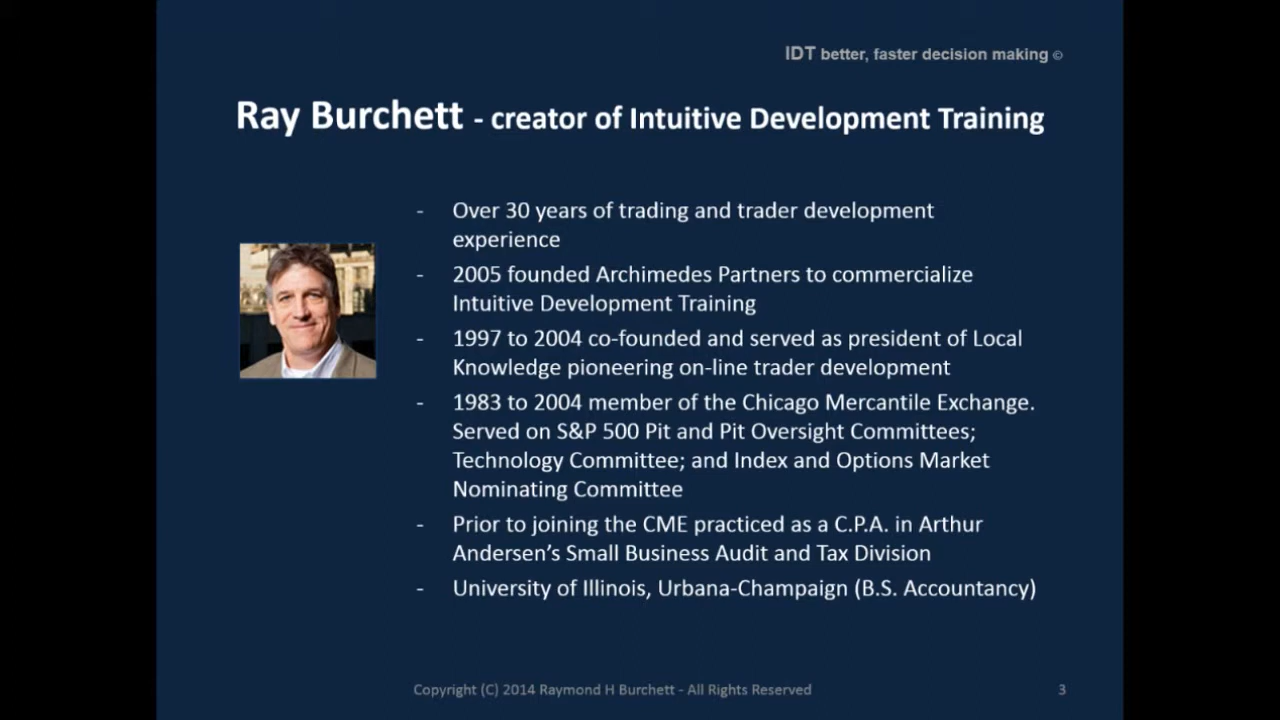 IDT better, faster decision making ©
Ray Burchett - creator of Intuitive Development Training
- Over 30 years of trading and trader development
experience
- 2005 founded Archimedes Partners to commercialize
Intuitive Development Training
- 1997 to 2004 co-founded and served as president of Local
Knowledge pioneering on-line trader development
- 1983 to 2004 member of the Chicago Mercantile Exchange.
Served on S&P 500 Pit and Pit Oversight Committees;
Technology Committee; and Index and Options Market
Nominating Committee
- Prior to joining the CME practiced as a C.P.A. in Arthur
Andersen’s Small Business Audit and Tax Division
- University of Illinois, Urbana-Champaign (B.S. Accountancy)
Copyright (C) 2014 Raymond H Burchett - All Rights Reserved
3